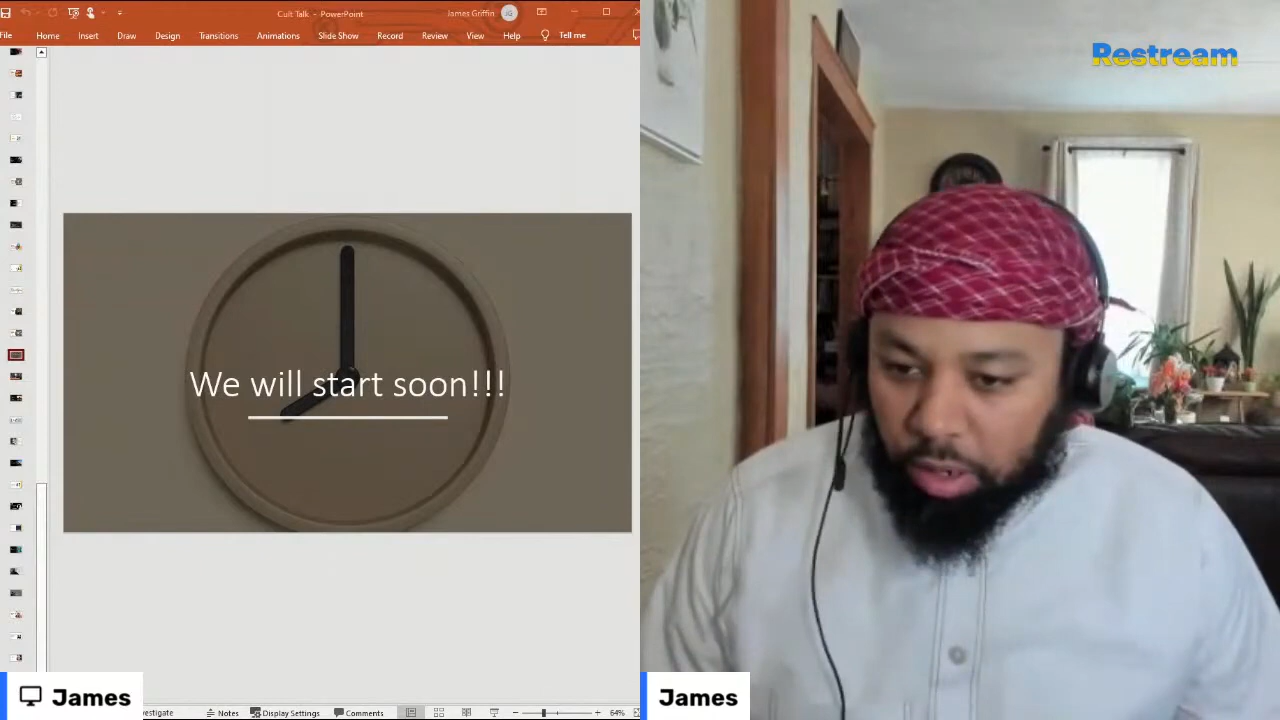 Cult Talk - PowerPoint
James Griffin
JG
File
Home
Insert
Draw
Design
Transitions
Animations
Slide Show
Record
Review
View
Help
Tell me
Restream
We will start soon!!!
James
James
Notes
Display Settings
Comments
64%